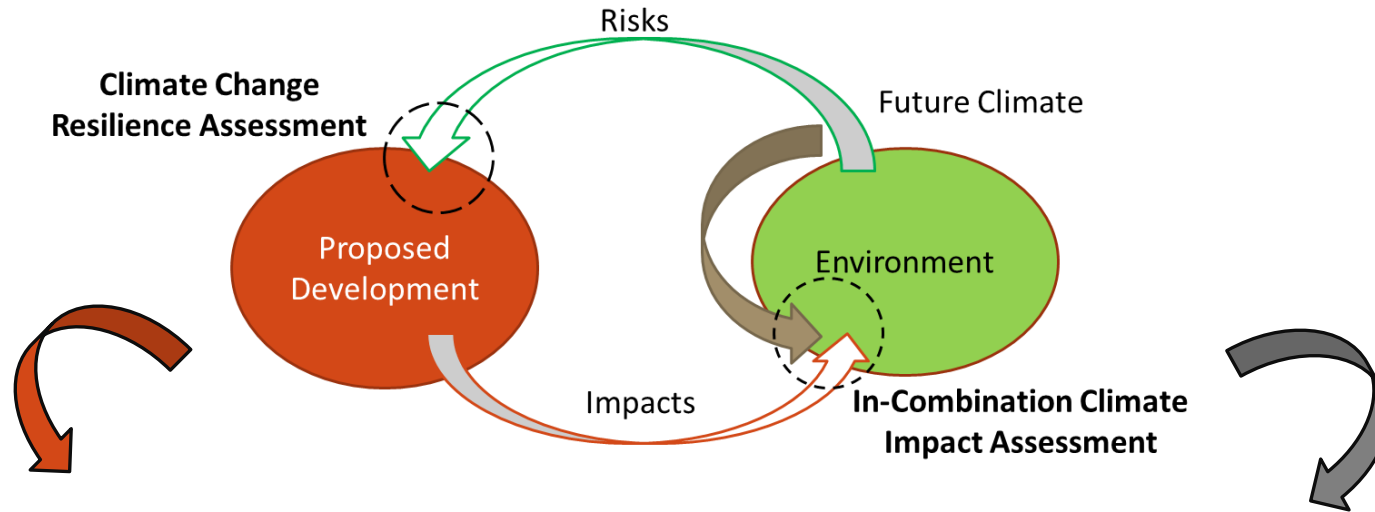 Risks
Climate Change
Resilience Assessment
Future Climate
Proposed
Development
Environment
Impacts
In-Combination Climate
Impact Assessment